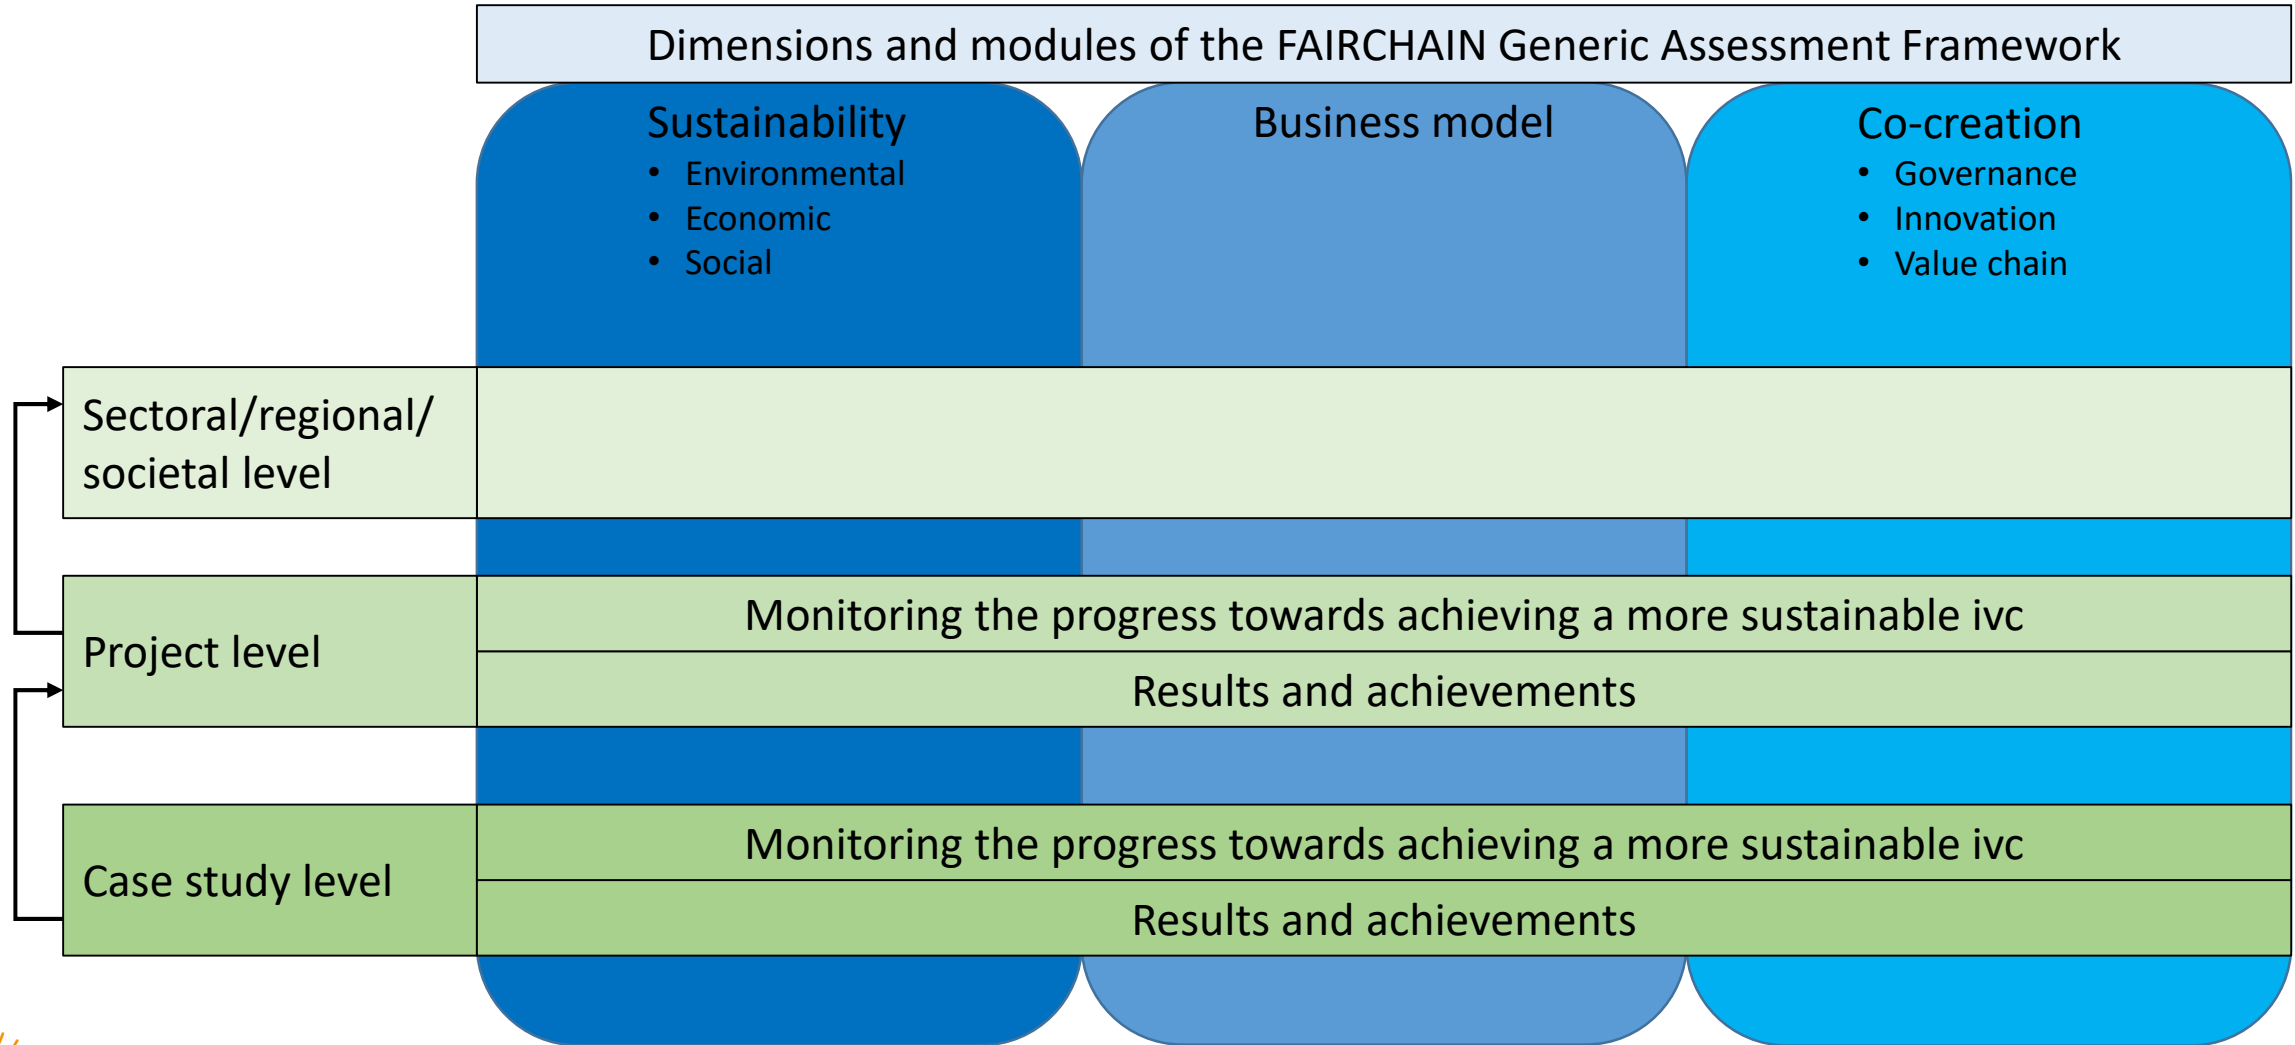 Dimensions and modules of the FAIRCHAIN Generic Assessment Framework
Sustainability
• Environmental
• Economic
• Social
Business model
Co-creation
• Governance
• Innovation
• Value chain
Sectoral/regional/
societal level
Project level
Monitoring the progress towards achieving a more sustainable ivc
Results and achievements
Case study level
Monitoring the progress towards achieving a more sustainable ivc
Results and achievements